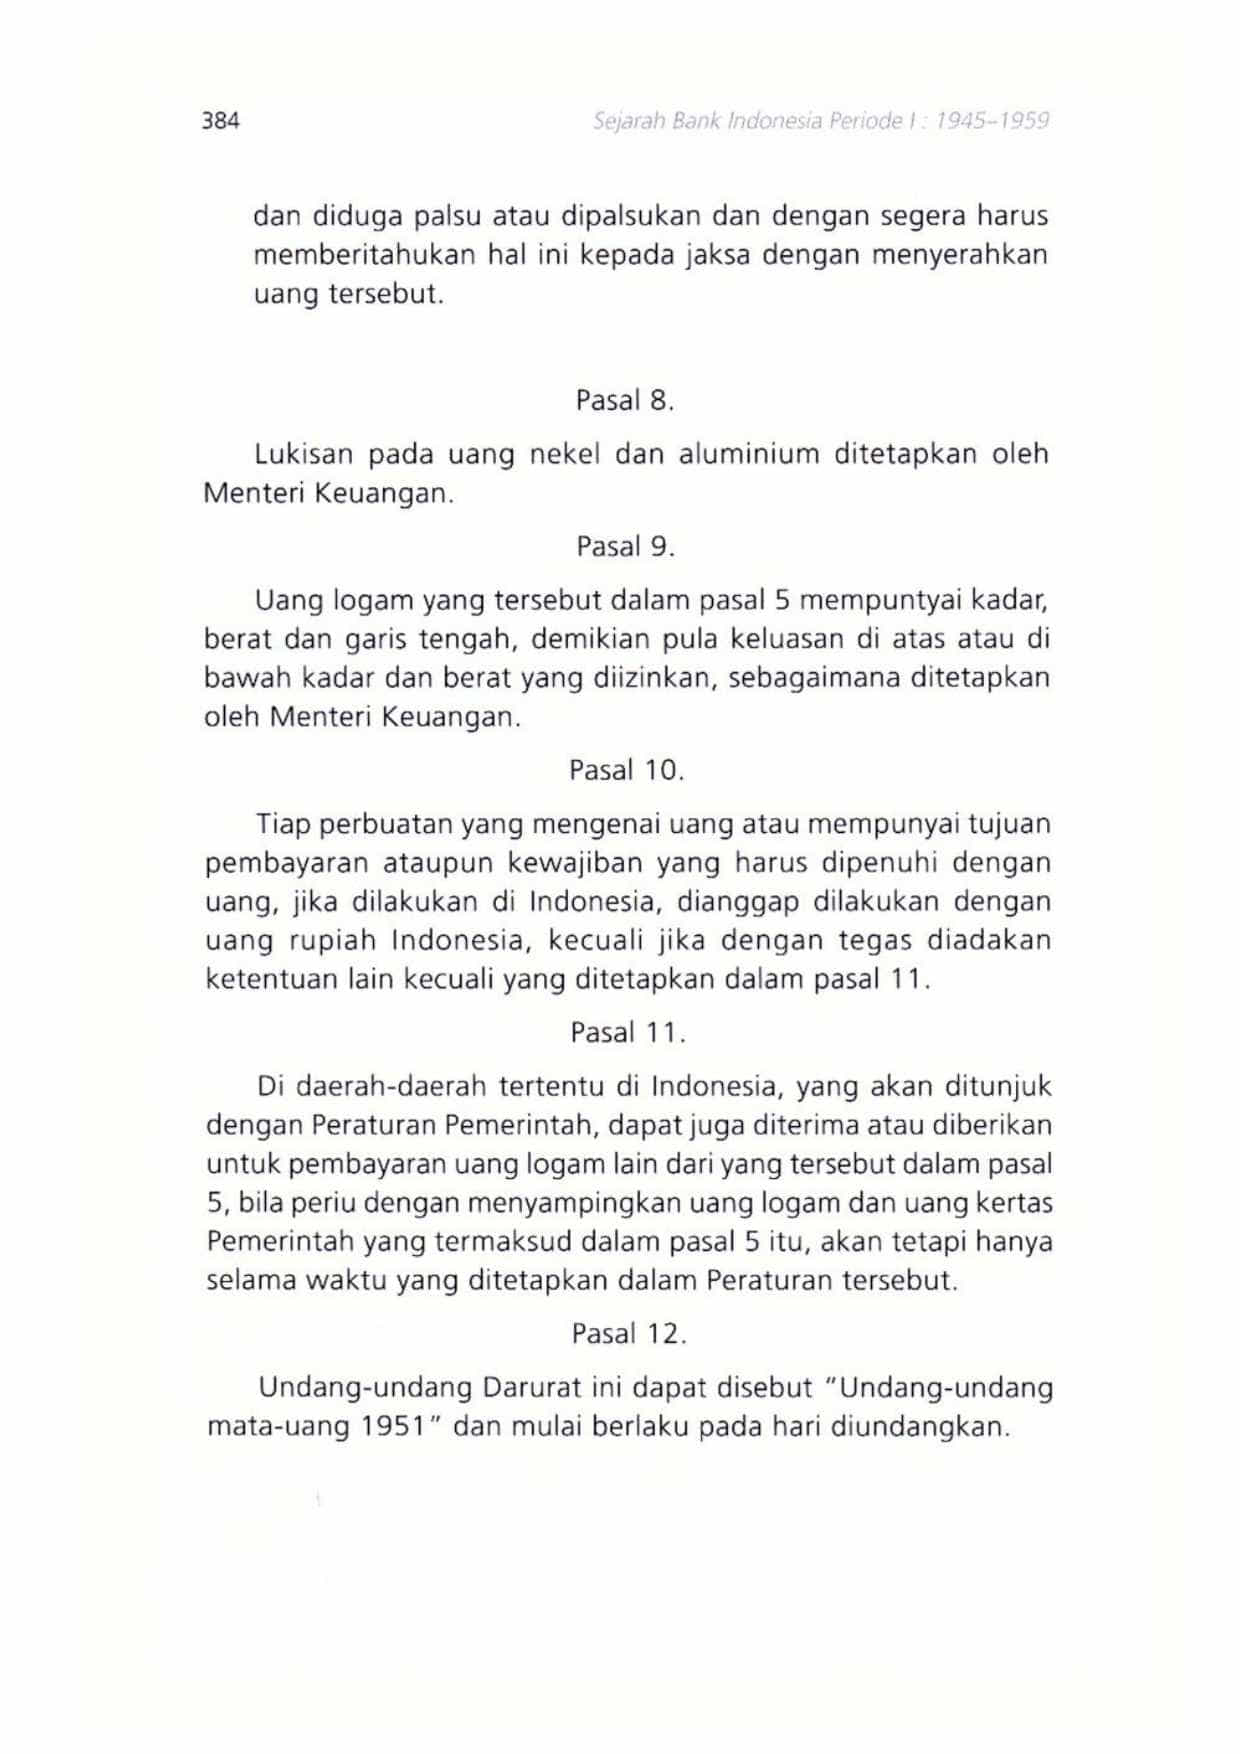 384
Sejarah Bank Indonesia Periode I : 1945–1959
dan diduga palsu atau dipalsukan dan dengan segera harus
memberitahukan hal ini kepada jaksa dengan menyerahkan
uang tersebut.
Pasal 8.
Lukisan pada uang nekel dan aluminium ditetapkan oleh
Menteri Keuangan.
Pasal 9.
Uang logam yang tersebut dalam pasal 5 mempuntyai kadar,
berat dan garis tengah, demikian pula keluasan di atas atau di
bawah kadar dan berat yang diizinkan, sebagaimana ditetapkan
oleh Menteri Keuangan.
Pasal 10.
Tiap perbuatan yang mengenai uang atau mempunyai tujuan
pembayaran ataupun kewajiban yang harus dipenuhi dengan
uang, jika dilakukan di Indonesia, dianggap dilakukan dengan
uang rupiah Indonesia, kecuali jika dengan tegas diadakan
ketentuan lain kecuali yang ditetapkan dalam pasal 11.
Pasal 11.
Di daerah-daerah tertentu di Indonesia, yang akan ditunjuk
dengan Peraturan Pemerintah, dapat juga diterima atau diberikan
untuk pembayaran uang logam lain dari yang tersebut dalam pasal
5, bila periu dengan menyampingkan uang logam dan uang kertas
Pemerintah yang termaksud dalam pasal 5 itu, akan tetapi hanya
selama waktu yang ditetapkan dalam Peraturan tersebut.
Pasal 12.
Undang-undang Darurat ini dapat disebut "Undang-undang
mata-uang 1951" dan mulai berlaku pada hari diundangkan.